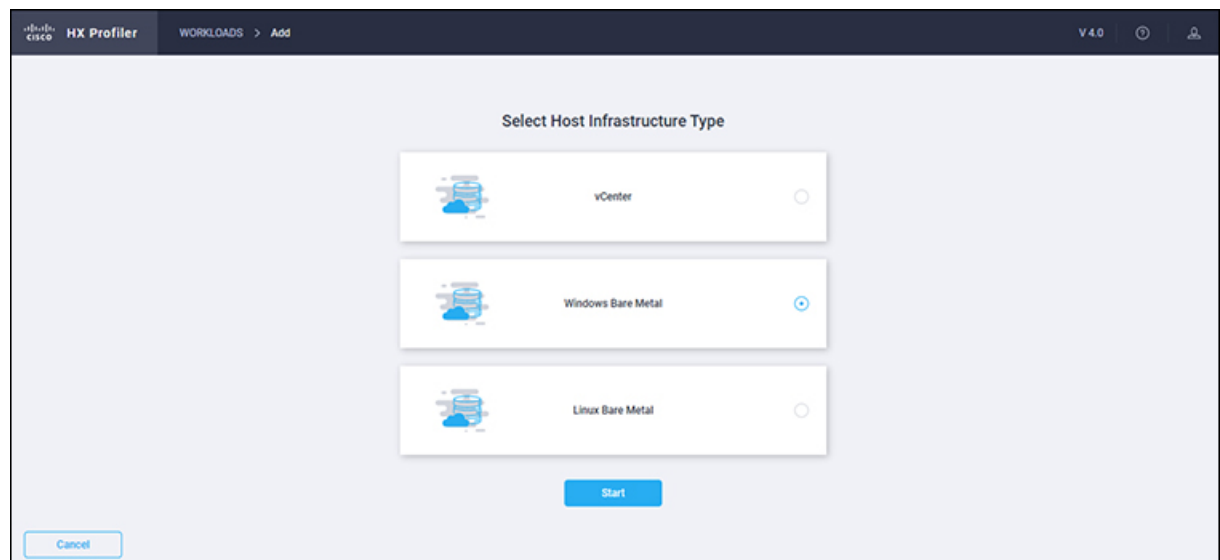 cisco HX Profiler WORKLOADS > Add V 4.0
Select Host Infrastructure Type
vCenter
Windows Bare Metal
Linux Bare Metal
Start
Cancel